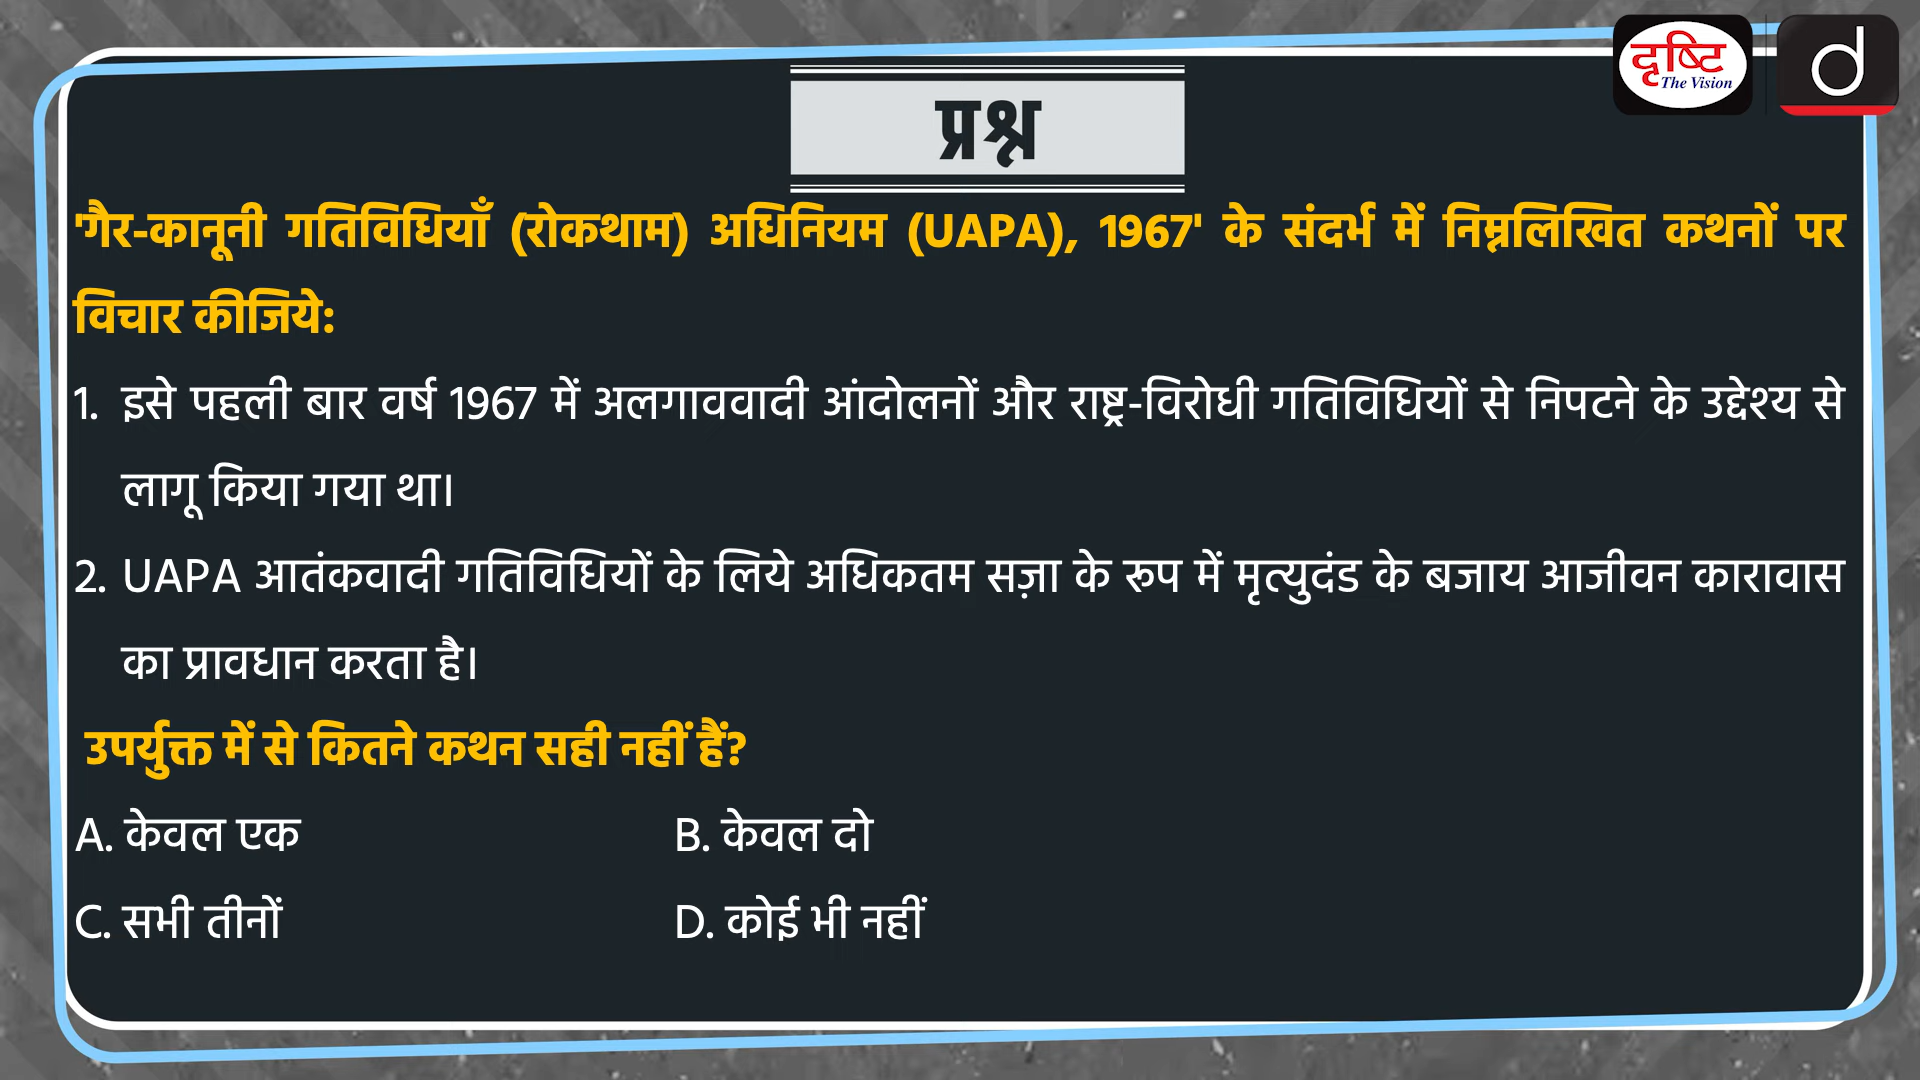 दृष्टि
The Vision
d
प्रश्न
'गैर-कानूनी गतिविधियाँ (रोकथाम) अधिनियम (UAPA), 1967' के संदर्भ में निम्नलिखित कथनों पर
विचार कीजिये:
1. इसे पहली बार वर्ष 1967 में अलगाववादी आंदोलनों और राष्ट्र-विरोधी गतिविधियों से निपटने के उद्देश्य से
लागू किया गया था।
2. UAPA आतंकवादी गतिविधियों के लिये अधिकतम सज़ा के रूप में मृत्युदंड के बजाय आजीवन कारावास
का प्रावधान करता है।
उपर्युक्त में से कितने कथन सही नहीं हैं?
A. केवल एक B. केवल दो
C. सभी तीनों D. कोई भी नहीं